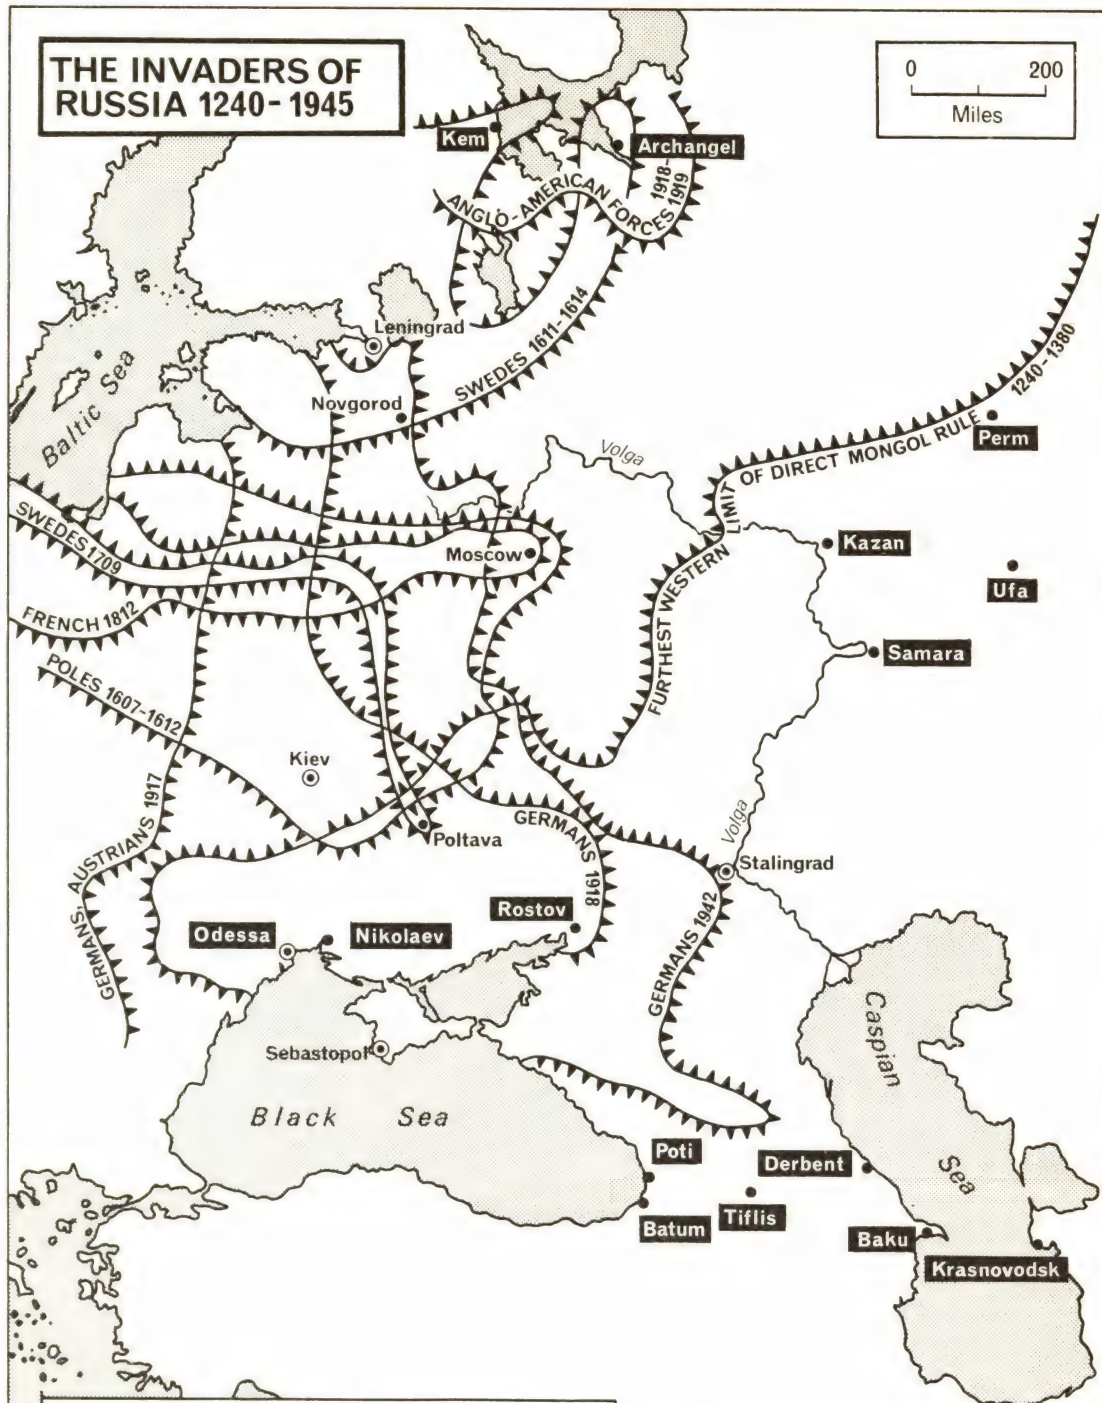 THE INVADERS OF
RUSSIA 1240-1945
0 200
Miles
Kem
Archangel
1918-
1919
ANGLO-AMERICAN FORCES
Leningrad
SWEDES 1611-1614
1240-1380
Baltic Sea
Novgorod
Perm
Volga
FURTHEST WESTERN LIMIT OF DIRECT MONGOL RULE
SWEDES 1709
Moscow
Kazan
Ufa
FRENCH 1812
Samara
POLES 1607-1612
Kiev
GERMANS, AUSTRIANS 1917
Poltava
GERMANS 1918
Volga
Stalingrad
Rostov
Odessa
Nikolaev
GERMANS 1942
Sebastopol
Caspian Sea
Black Sea
Poti
Derbent
Batum
Tiflis
Baku
Krasnovodsk